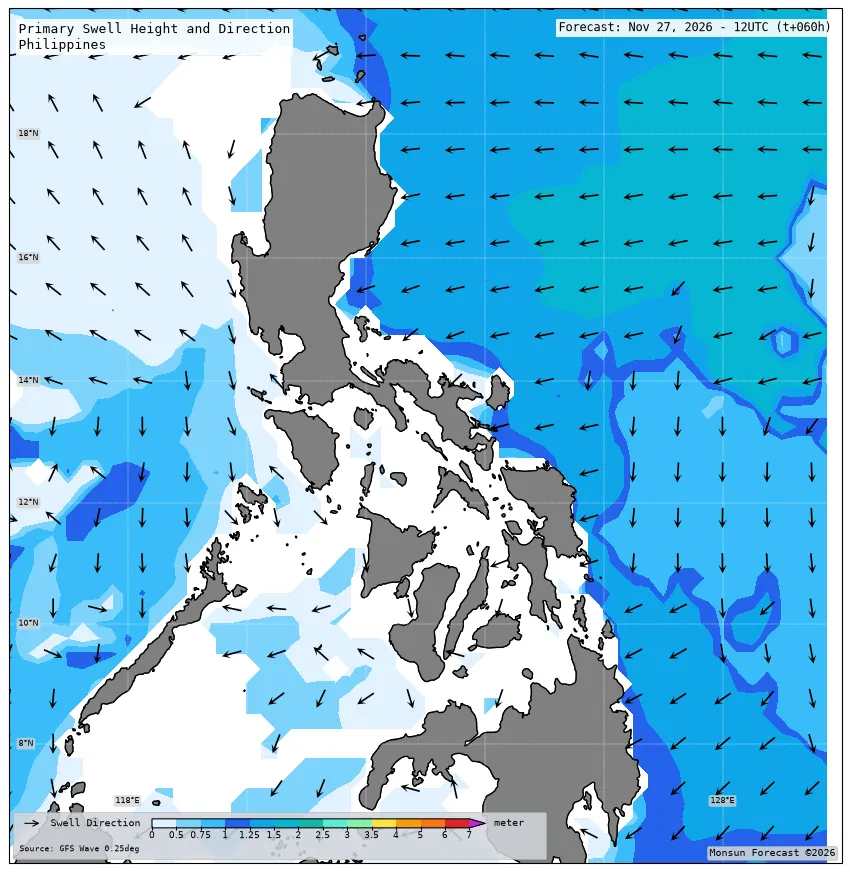 Primary Swell Height and Direction
Philippines
Forecast: Nov 27, 2026 - 12UTC (t+060h)
18°N
16°N
14°N
12°N
10°N
8°N
118°E
128°E
Swell Direction
0 0.5 0.75 1 1.25 1.5 2 2.5 3 3.5 4 5 6 7
meter
Source: GFS Wave 0.25deg
Monsun Forecast ©2026